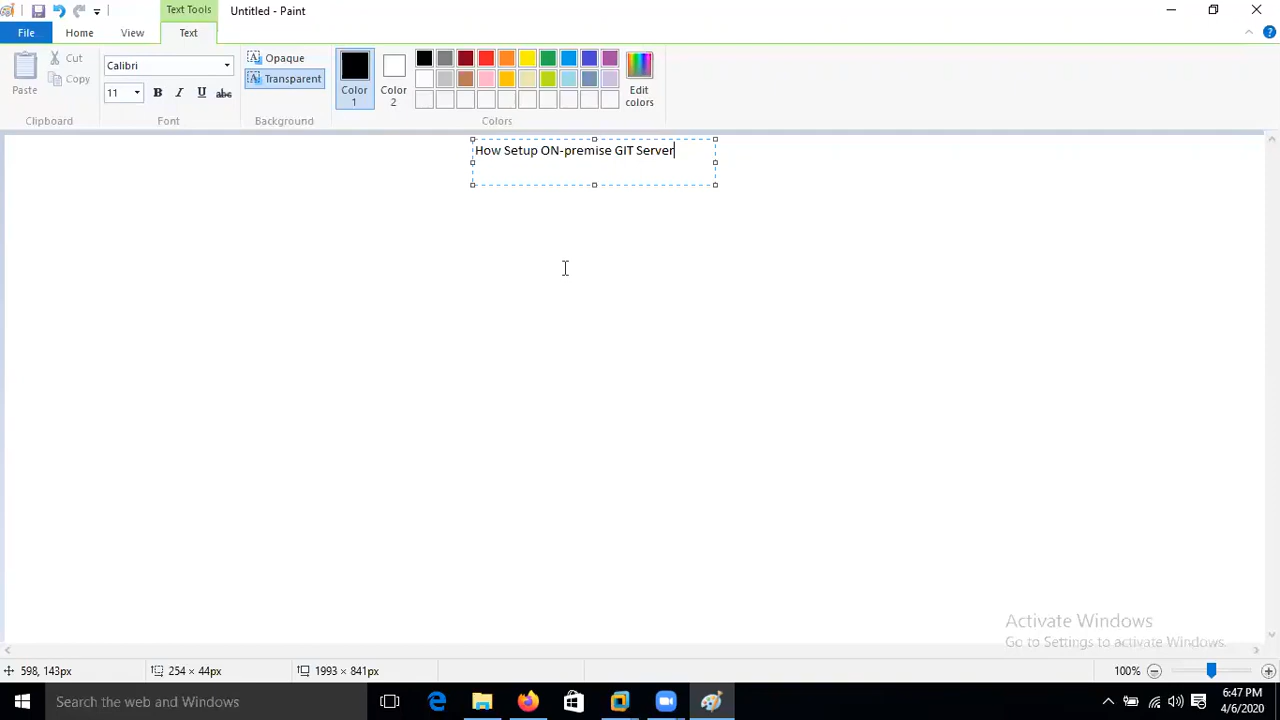 Text Tools
Untitled - Paint
File
Home
View
Text
Paste
Cut
Copy
Clipboard
Calibri
11
B I U abc
Font
Opaque
Transparent
Background
Color 1
Color 2
Edit colors
Colors
How Setup ON-premise GIT Server
Activate Windows
Go to Settings to activate Windows.
598, 143px
254 × 44px
1993 × 841px
100%
Search the web and Windows
6:47 PM
4/6/2020